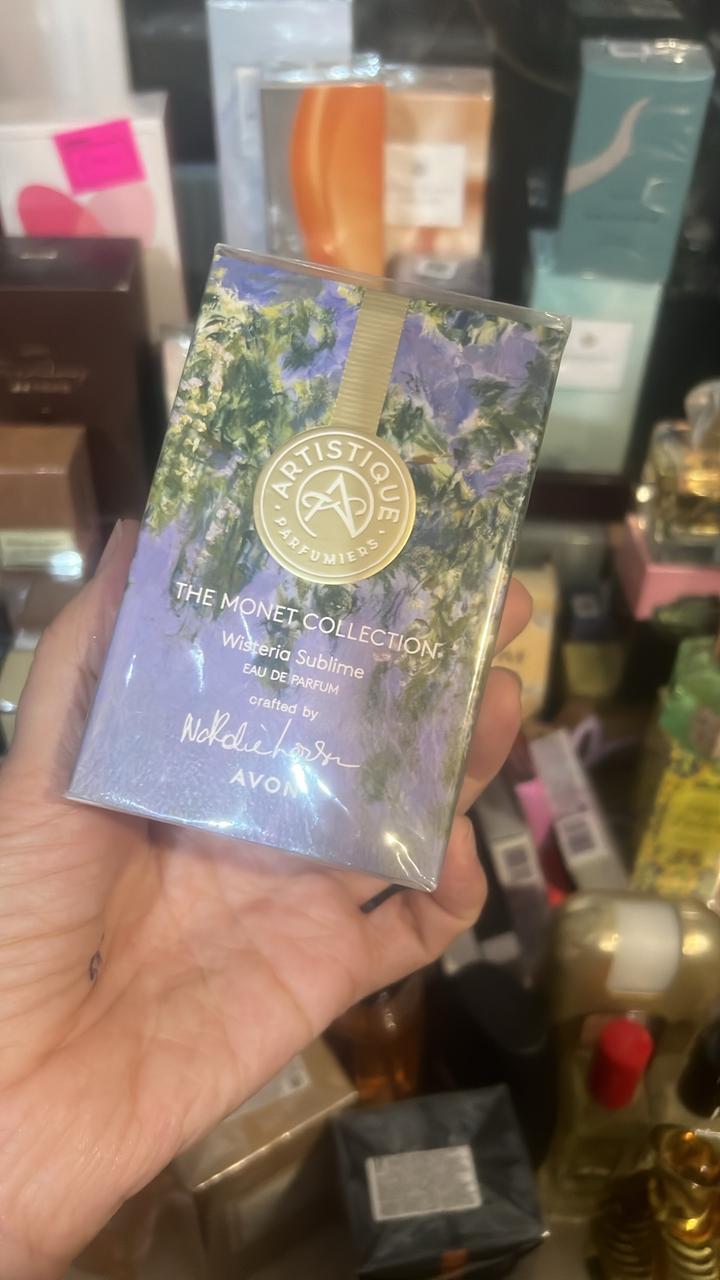 ARTISTIQUE
PARFUMIERS
THE MONET COLLECTION
Wisteria Sublime
EAU DE PARFUM
crafted by
AVON